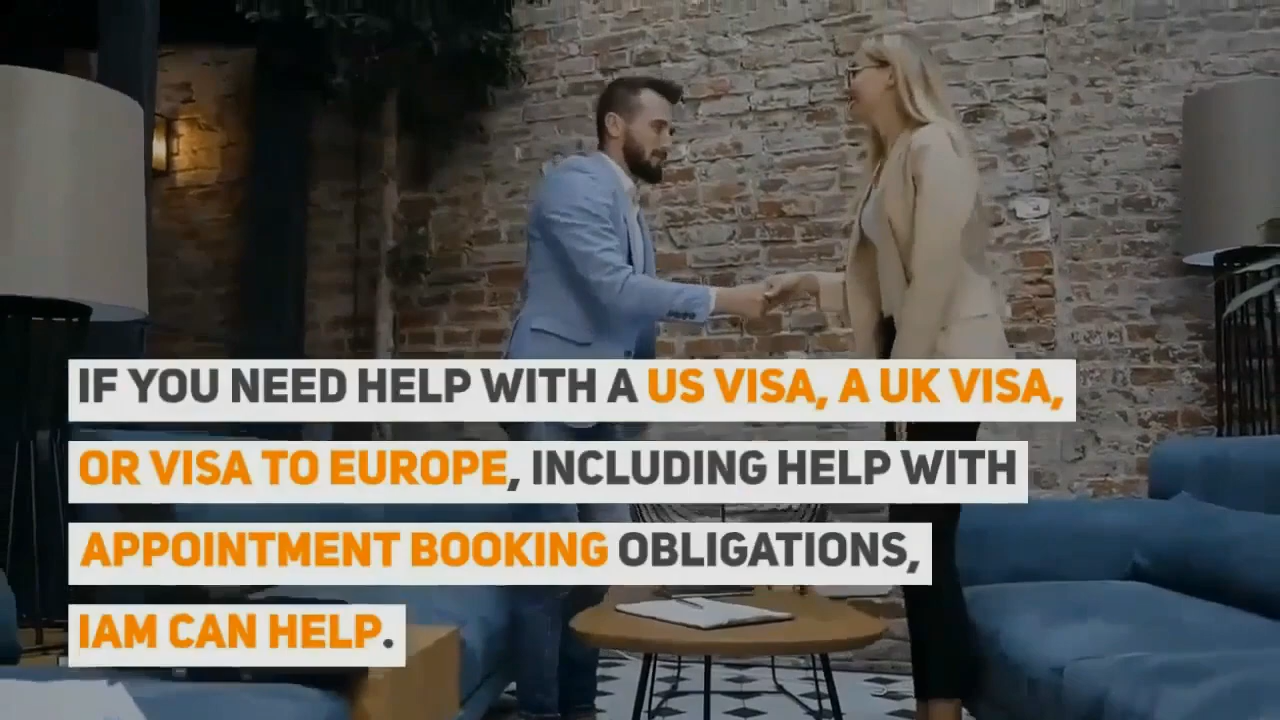 IF YOU NEED HELP WITH A US VISA, A UK VISA,
OR VISA TO EUROPE, INCLUDING HELP WITH
APPOINTMENT BOOKING OBLIGATIONS,
IAM CAN HELP.